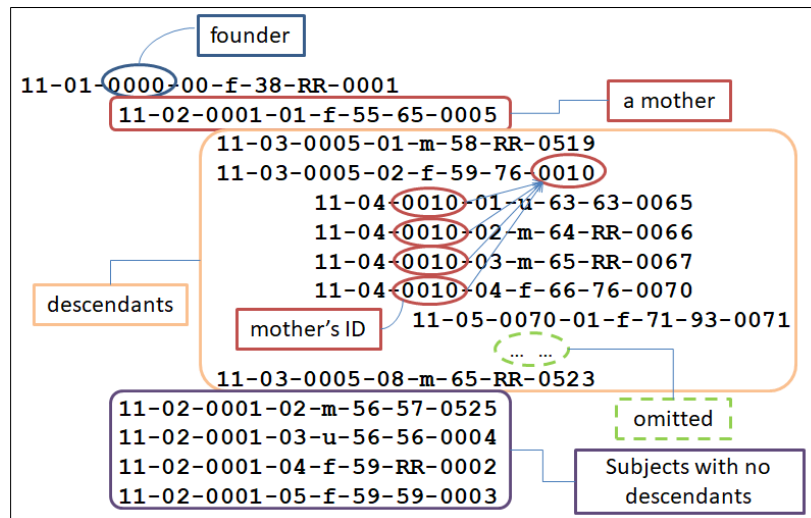 founder
11-01-0000-00-f-38-RR-0001
11-02-0001-01-f-55-65-0005
a mother
11-03-0005-01-m-58-RR-0519
11-03-0005-02-f-59-76-0010
11-04-0010-01-u-63-63-0065
11-04-0010-02-m-64-RR-0066
11-04-0010-03-m-65-RR-0067
11-04-0010-04-f-66-76-0070
descendants
mother's ID
11-05-0070-01-f-71-93-0071
... ...
11-03-0005-08-m-65-RR-0523
omitted
11-02-0001-02-m-56-57-0525
11-02-0001-03-u-56-56-0004
11-02-0001-04-f-59-RR-0002
11-02-0001-05-f-59-59-0003
Subjects with no
descendants